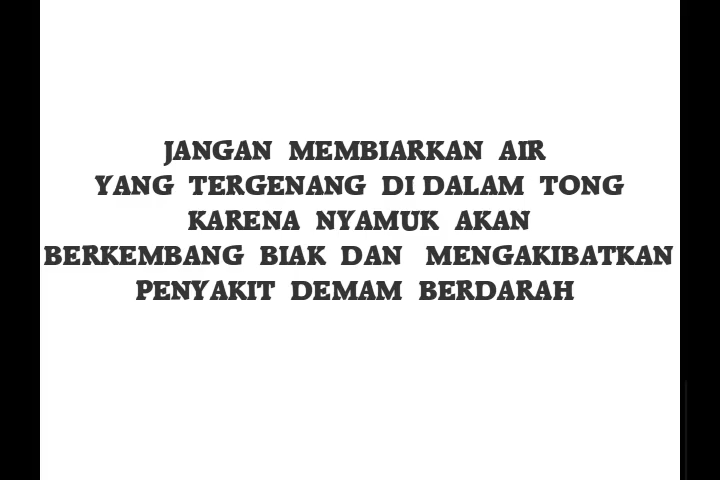 JANGAN MEMBIARKAN AIR
YANG TERGENANG DI DALAM TONG
KARENA NYAMUK AKAN
BERKEMBANG BIAK DAN MENGAKIBATKAN
PENYAKIT DEMAM BERDARAH